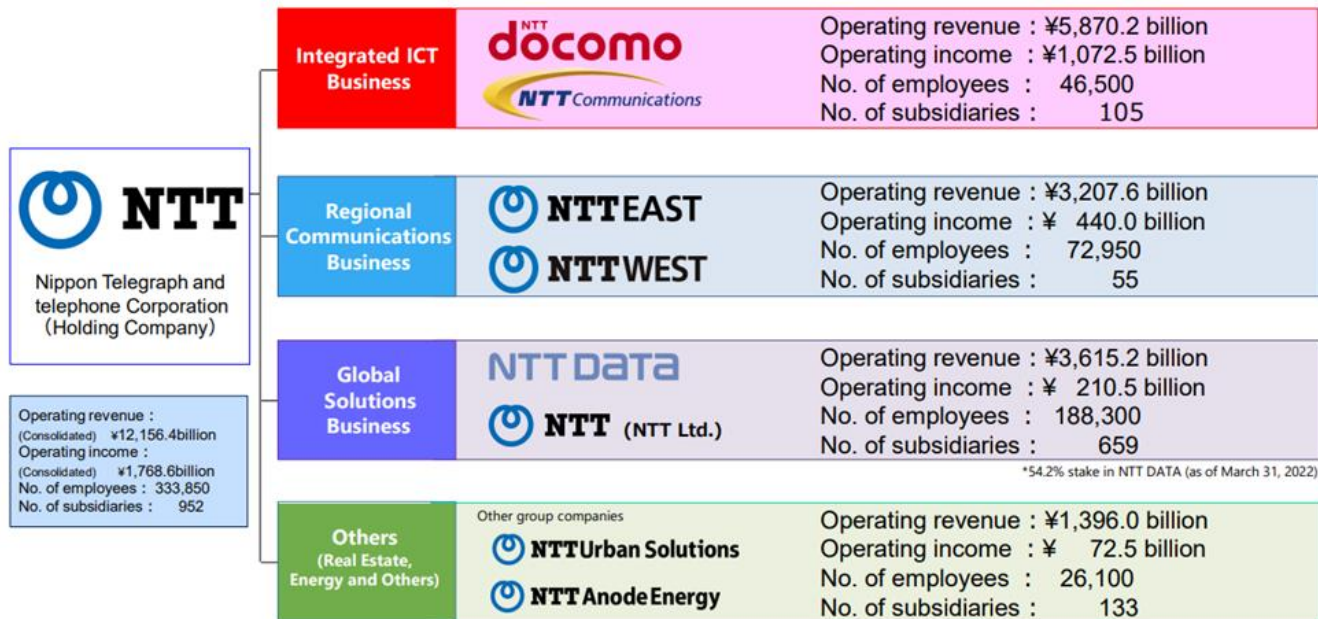 NTT
Nippon Telegraph and
telephone Corporation
（Holding Company）
Operating revenue :
(Consolidated) ¥12,156.4billion
Operating income :
(Consolidated) ¥1,768.6billion
No. of employees : 333,850
No. of subsidiaries : 952
Integrated ICT
Business
NTT
döcomo
NTT Communications
Operating revenue : ¥5,870.2 billion
Operating income : ¥1,072.5 billion
No. of employees : 46,500
No. of subsidiaries : 105
Regional
Communications
Business
NTT EAST
NTT WEST
Operating revenue : ¥3,207.6 billion
Operating income : ¥ 440.0 billion
No. of employees : 72,950
No. of subsidiaries : 55
Global
Solutions
Business
NTT DATA
NTT (NTT Ltd.)
Operating revenue : ¥3,615.2 billion
Operating income : ¥ 210.5 billion
No. of employees : 188,300
No. of subsidiaries : 659
*54.2% stake in NTT DATA (as of March 31, 2022)
Others
(Real Estate,
Energy and Others)
Other group companies
NTT Urban Solutions
NTT Anode Energy
Operating revenue : ¥1,396.0 billion
Operating income : ¥ 72.5 billion
No. of employees : 26,100
No. of subsidiaries : 133